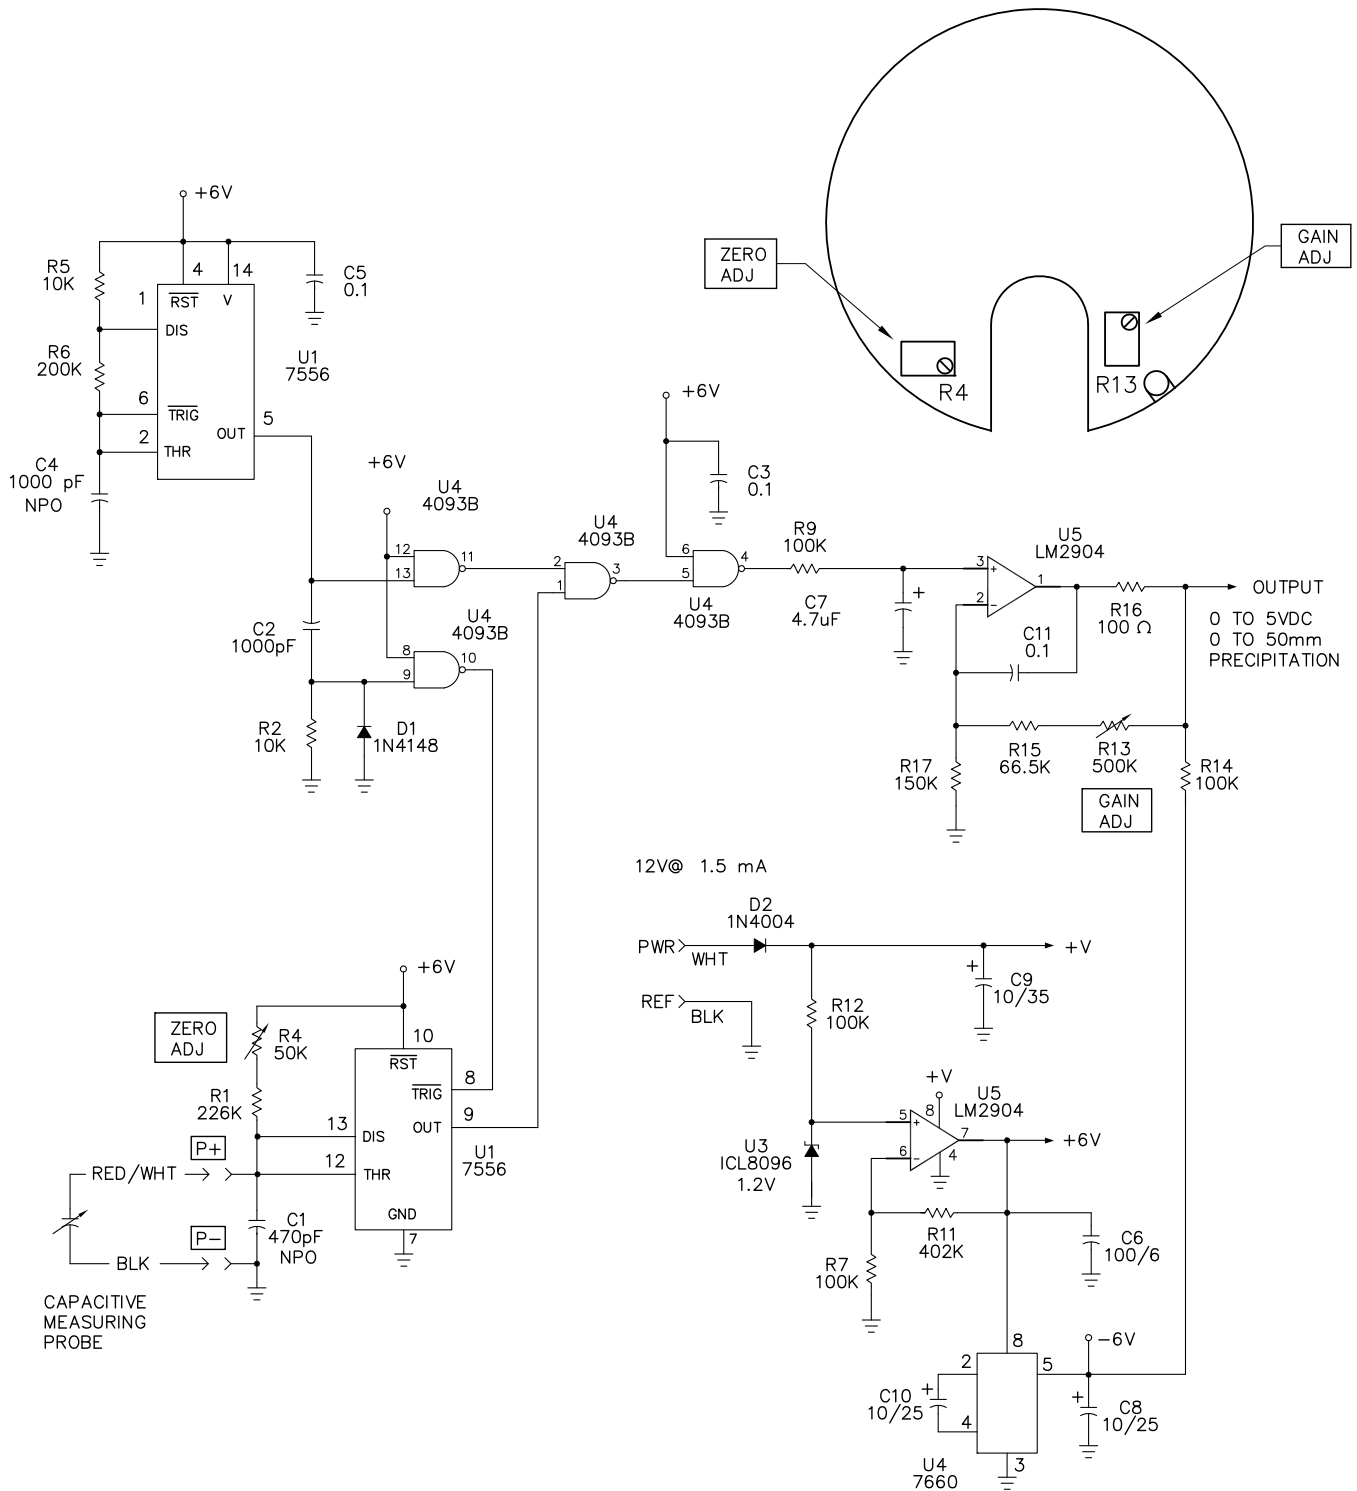 ZERO
ADJ
GAIN
ADJ
R4
R13
+6V
R5
10K
1
4
14
RST
V
C5
0.1
DIS
R6
200K
U1
7556
6
TRIG
5
2
THR
OUT
C4
1000 pF
NPO
+6V
U4
4093B
12
13
11
C2
1000pF
U4
4093B
8
9
10
R2
10K
D1
1N4148
U4
4093B
2
1
3
+6V
C3
0.1
6
5
4
U4
4093B
R9
100K
C7
4.7uF
+
U5
LM2904
3
+
2
−
1
R16
100 Ω
OUTPUT
0 TO 5VDC
0 TO 50mm
PRECIPITATION
C11
0.1
R15
66.5K
R13
500K
R17
150K
R14
100K
GAIN
ADJ
12V@ 1.5 mA
D2
1N4004
PWR
WHT
+V
REF
BLK
R12
100K
+
C9
10/35
+6V
ZERO
ADJ
R4
50K
10
RST
8
TRIG
R1
226K
9
OUT
13
DIS
P+
12
THR
U1
7556
RED/WHT
C1
470pF
NPO
GND
7
P−
BLK
CAPACITIVE
MEASURING
PROBE
+V
U5
LM2904
8
5
+
7
+6V
6
−
4
U3
ICL8096
1.2V
R11
402K
R7
100K
C6
100/6
8
−6V
2
5
C10
10/25
+
4
+
C8
10/25
3
U4
7660